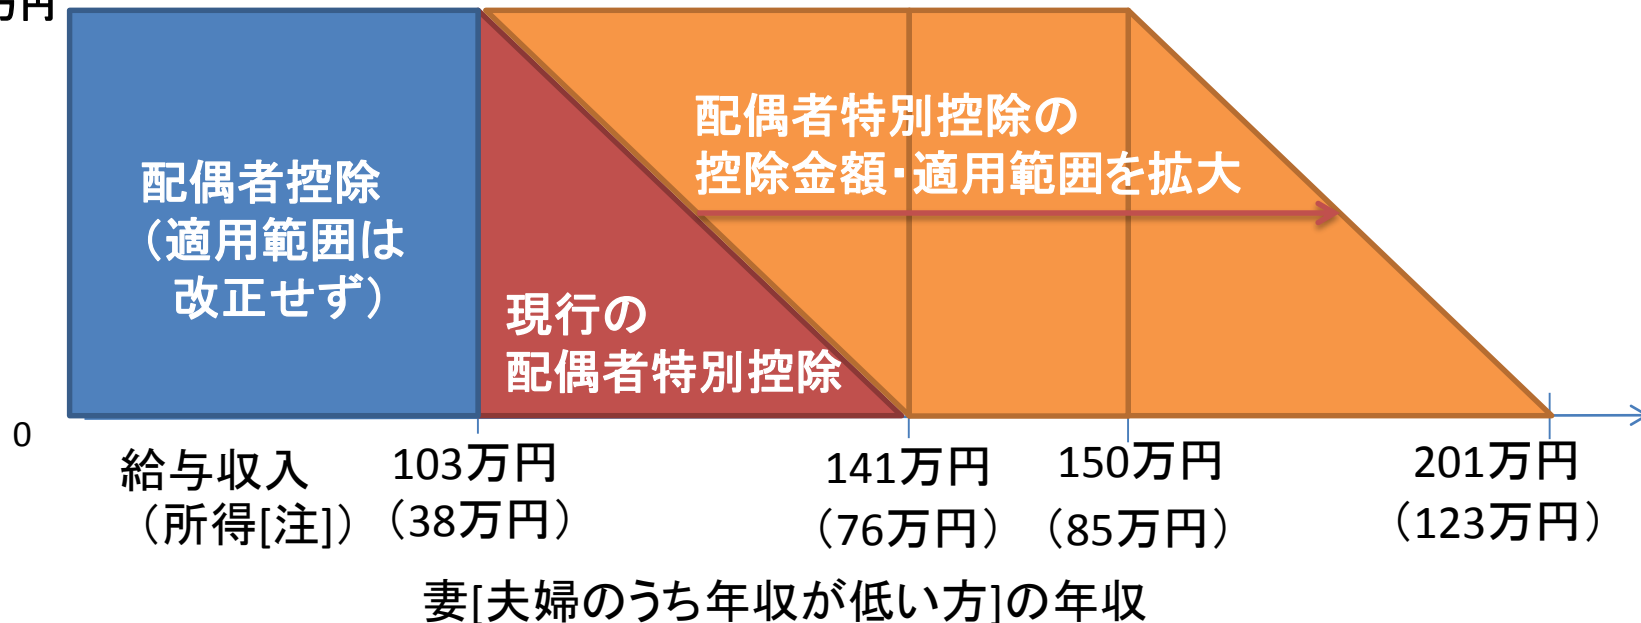 万円
配偶者控除
（適用範囲は
改正せず）
配偶者特別控除の
控除金額・適用範囲を拡大
現行の
配偶者特別控除
0
給与収入
（所得[注]）
103万円
（38万円）
141万円
（76万円）
150万円
（85万円）
201万円
（123万円）
妻[夫婦のうち年収が低い方]の年収